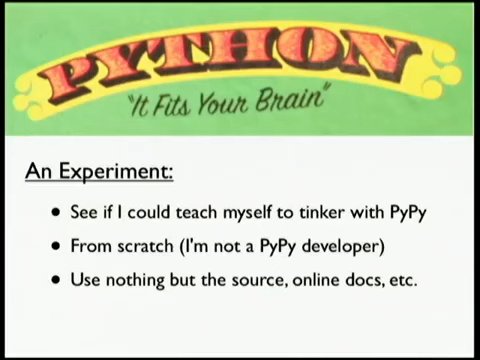 PYTHON
"It Fits Your Brain"
An Experiment:
• See if I could teach myself to tinker with PyPy
• From scratch (I'm not a PyPy developer)
• Use nothing but the source, online docs, etc.